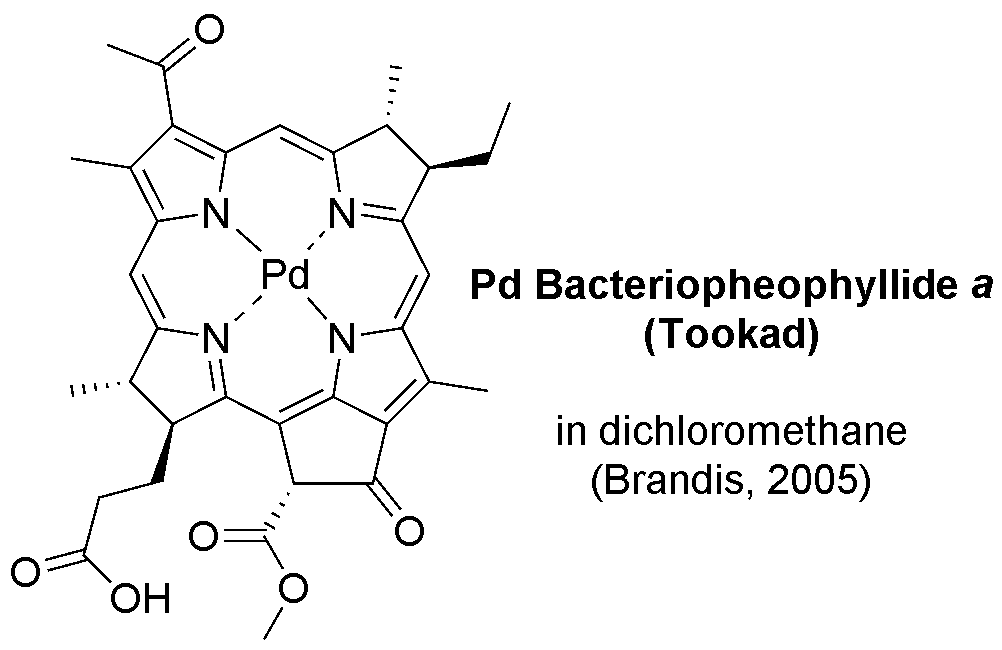 O
N
N
Pd
Pd Bacteriopheophyllide a
(Tookad)
N
N
in dichloromethane
(Brandis, 2005)
O
O
O
OH
O